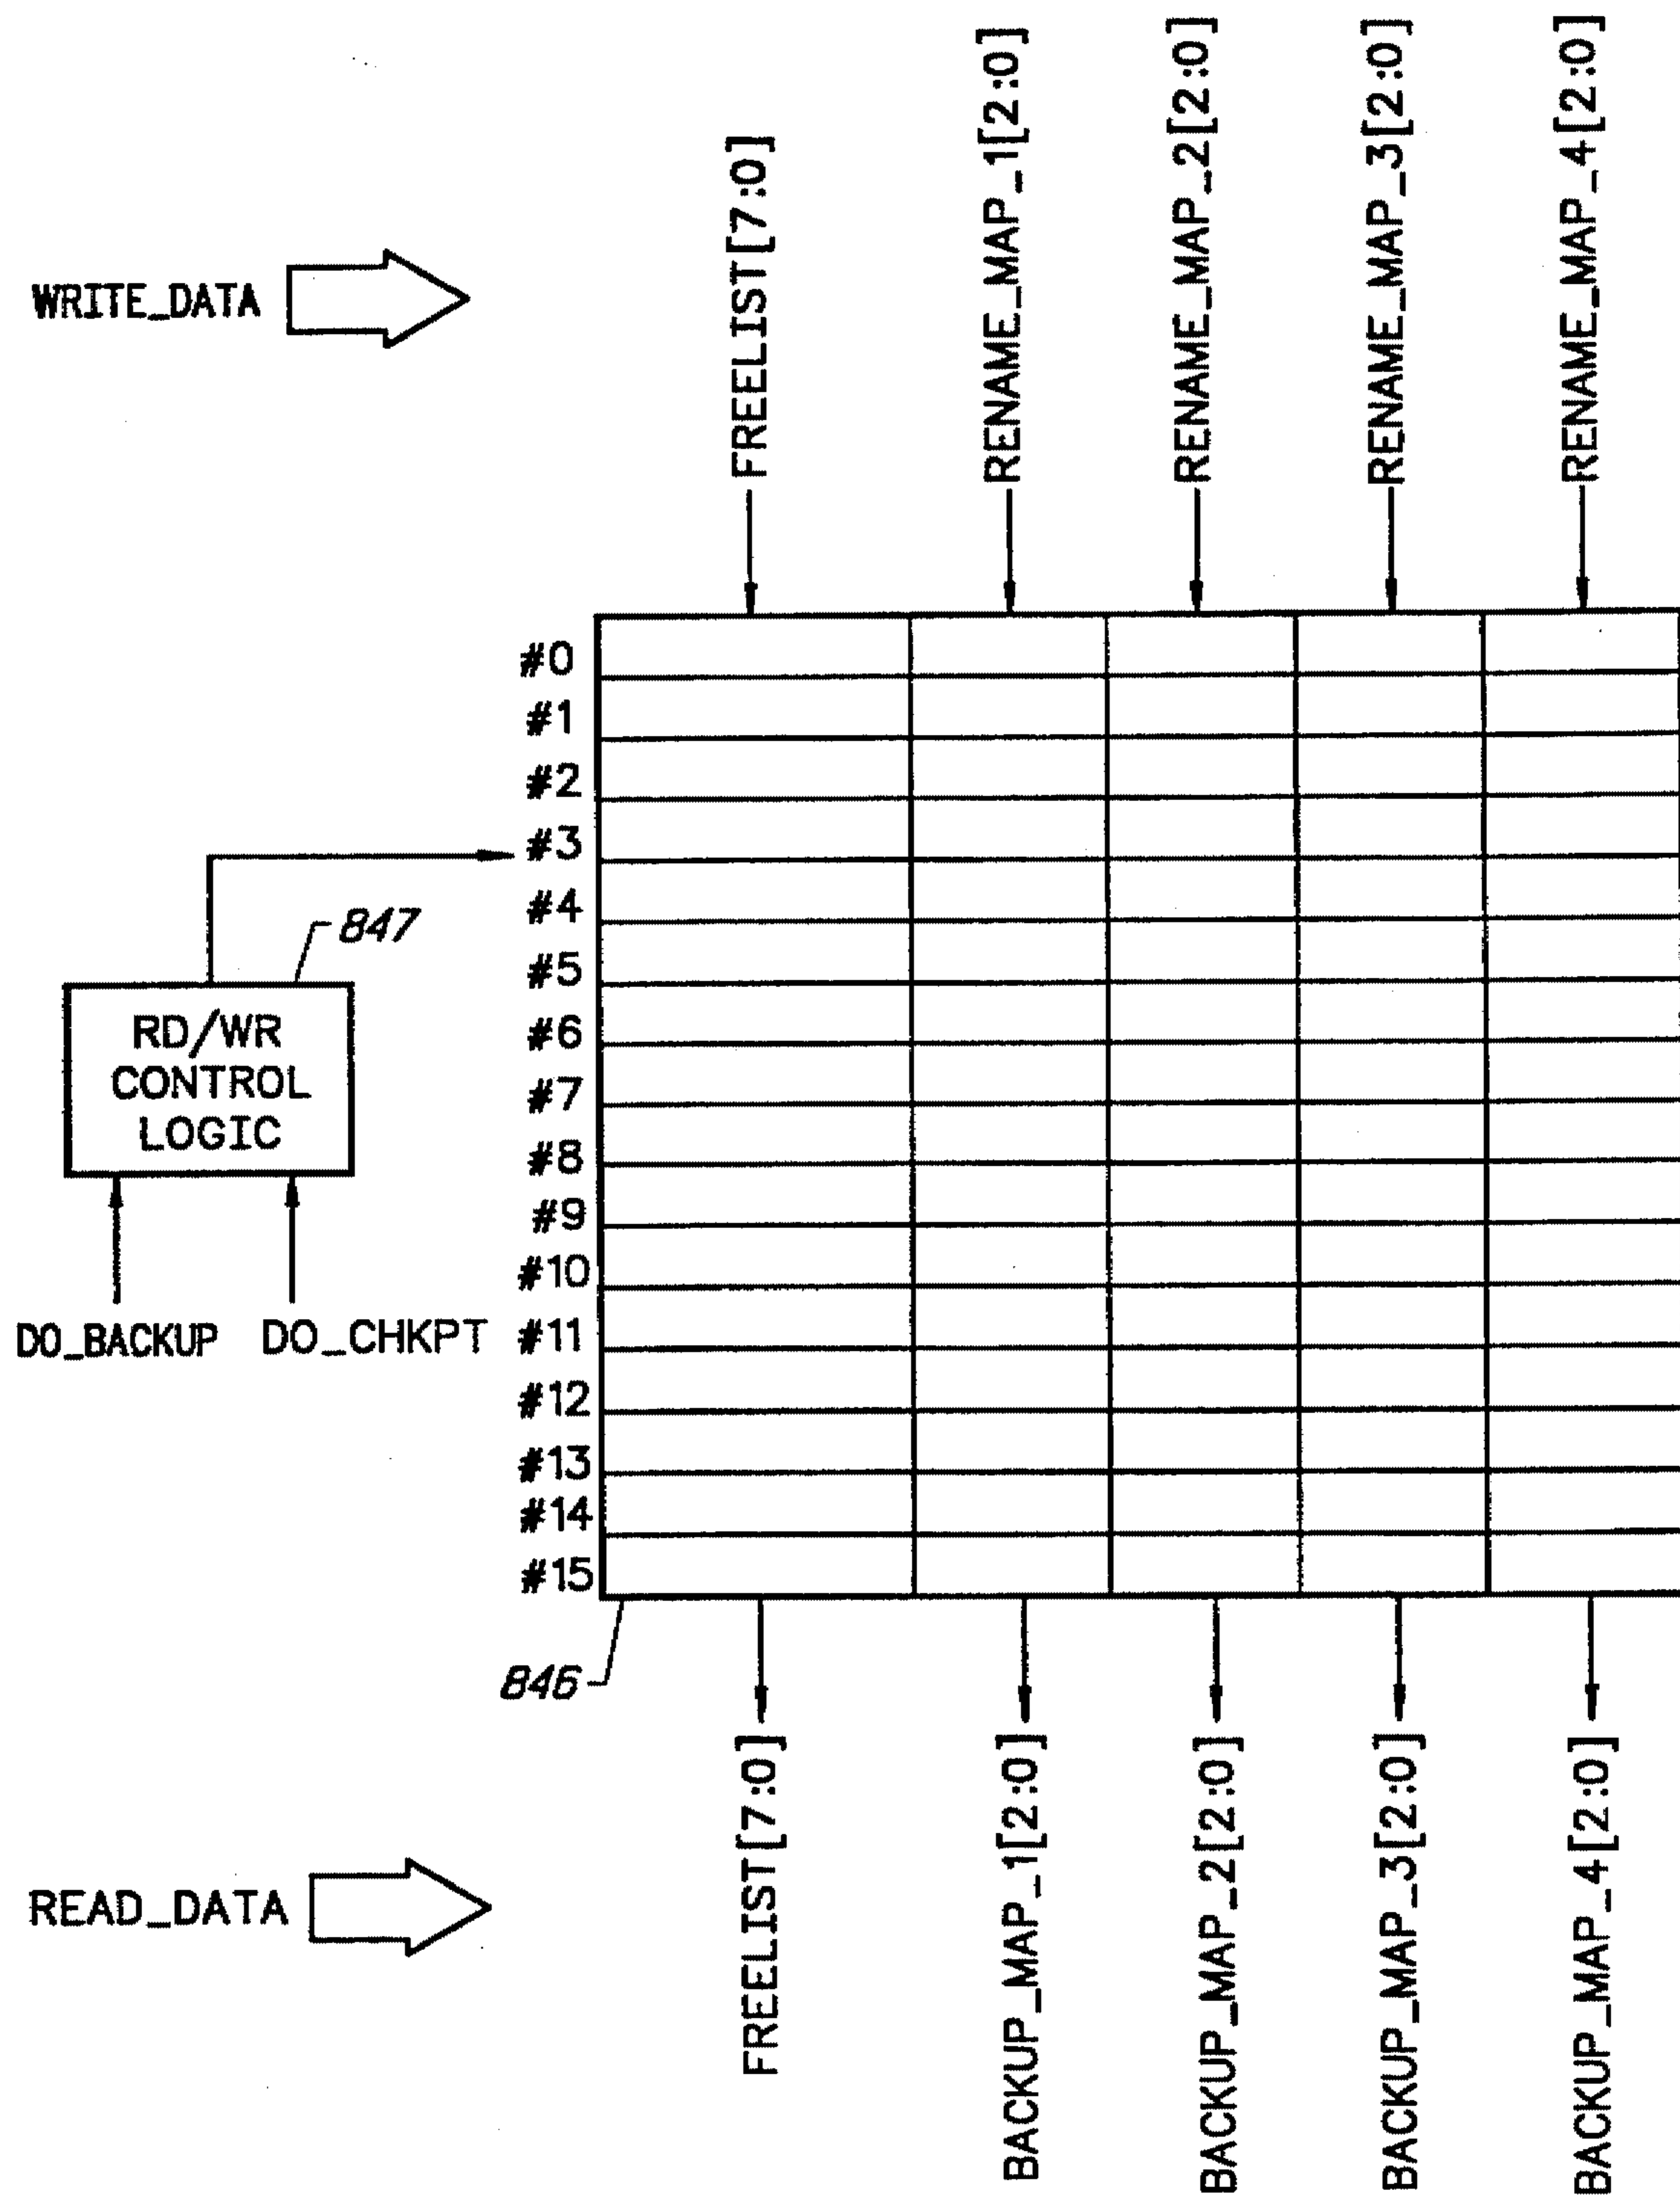 WRITE_DATA
FREELIST[7:0]
RENAME_MAP_1[2:0]
RENAME_MAP_2[2:0]
RENAME_MAP_3[2:0]
RENAME_MAP_4[2:0]
#0
#1
#2
#3
#4
847
#5
RD/WR
CONTROL
LOGIC
#6
#7
#8
#9
#10
DO_BACKUP
DO_CHKPT
#11
#12
#13
#14
#15
846
READ_DATA
FREELIST[7:0]
BACKUP_MAP_1[2:0]
BACKUP_MAP_2[2:0]
BACKUP_MAP_3[2:0]
BACKUP_MAP_4[2:0]